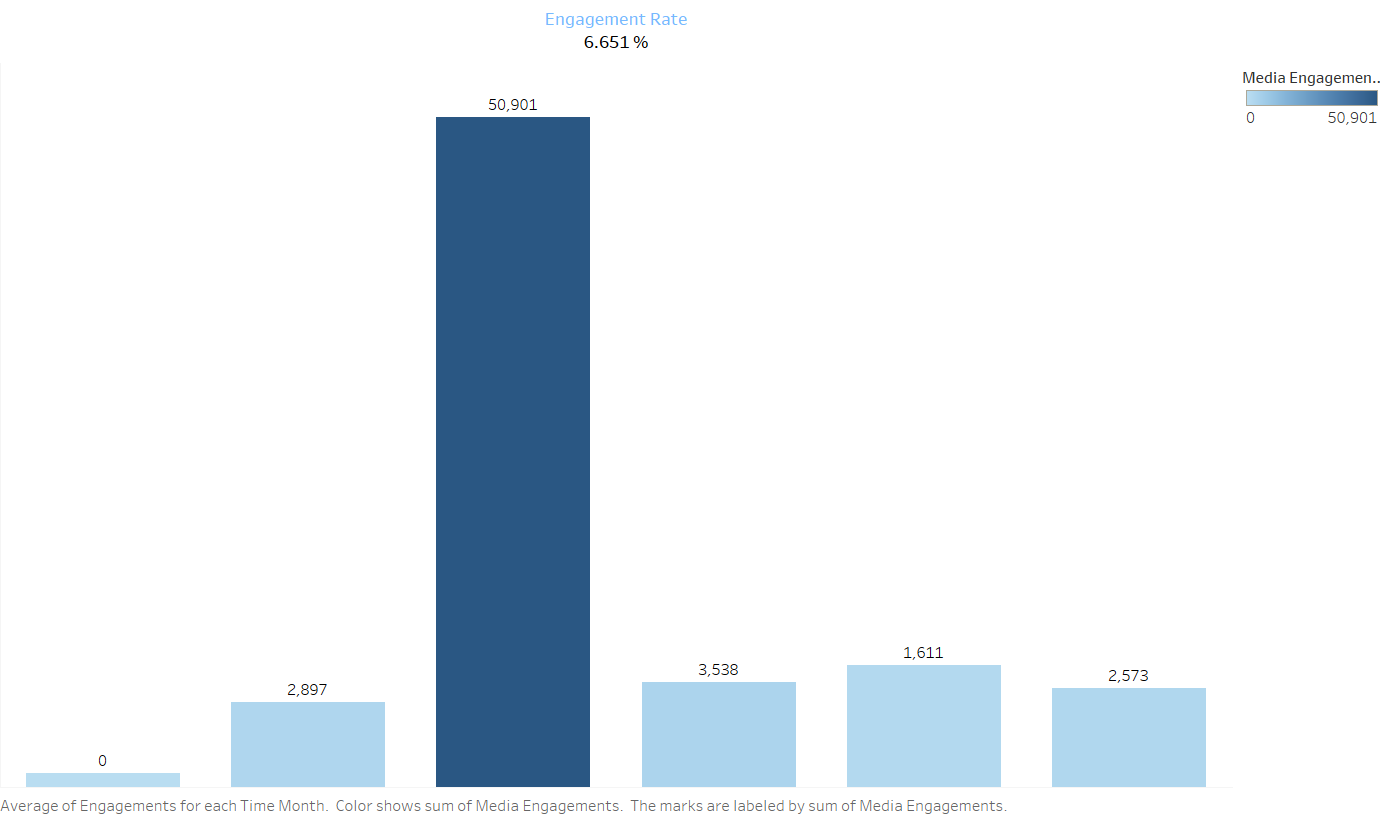 Engagement Rate
6.651 %
Media Engagemen..
0 50,901
50,901
1,611
3,538
2,573
2,897
0
Average of Engagements for each Time Month. Color shows sum of Media Engagements. The marks are labeled by sum of Media Engagements.